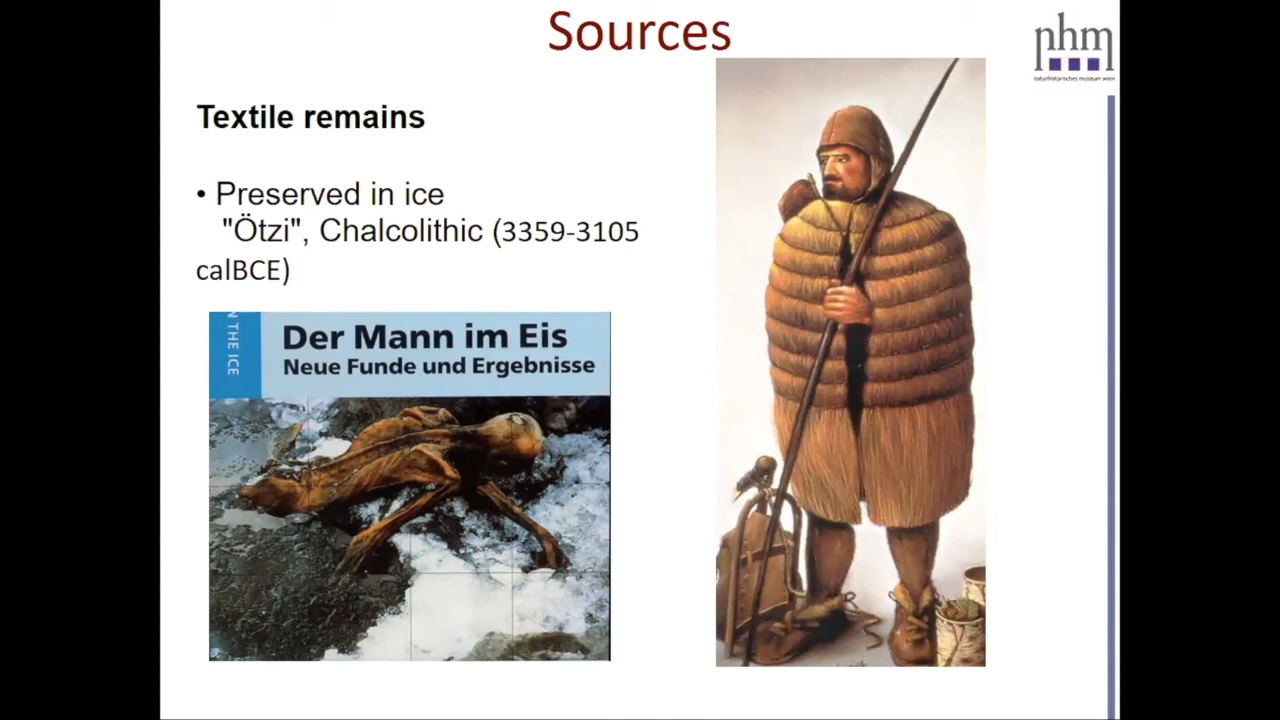 Sources
nhm
naturhistorisches museum wien
Textile remains
• Preserved in ice
"Ötzi", Chalcolithic (3359-3105
calBCE)
N THE ICE
Der Mann im Eis
Neue Funde und Ergebnisse